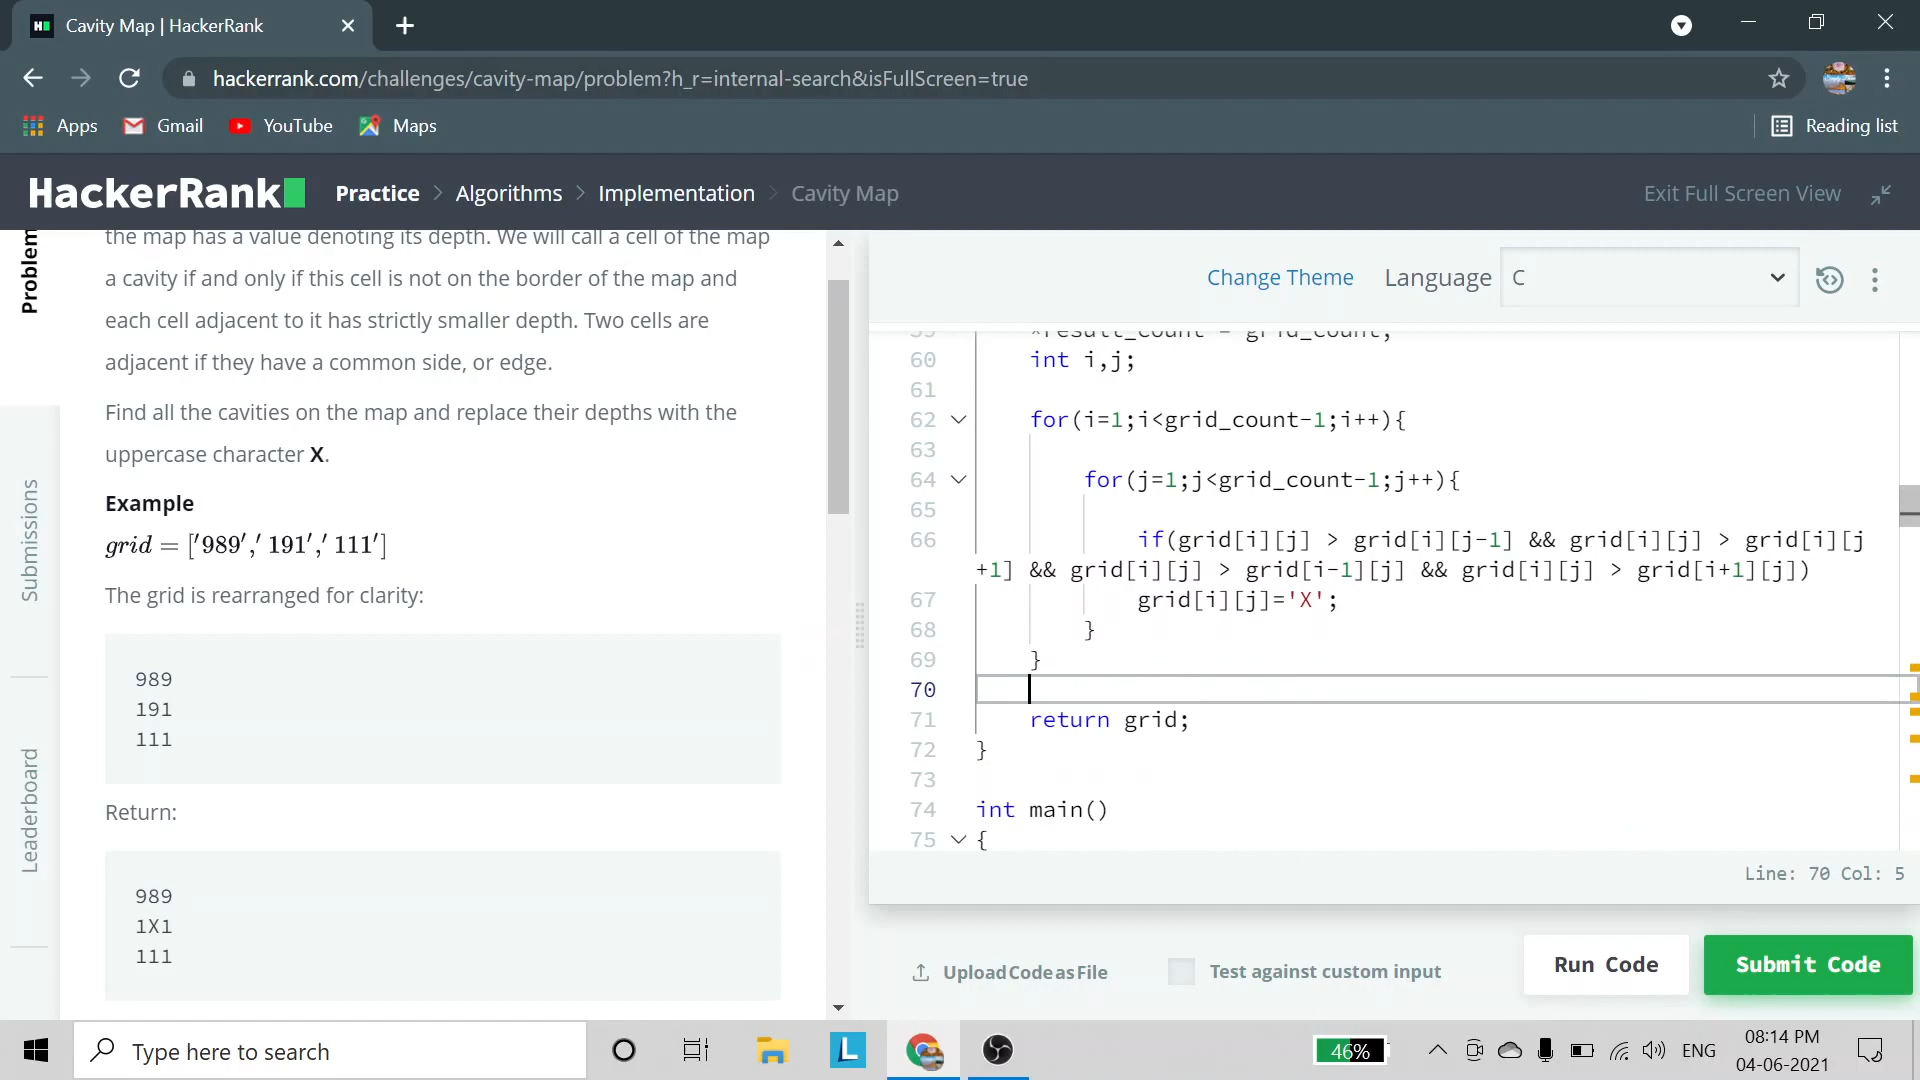 Cavity Map | HackerRank
hackerrank.com/challenges/cavity-map/problem?h_r=internal-search&isFullScreen=true
Apps Gmail YouTube Maps Reading list
HackerRank Practice > Algorithms > Implementation > Cavity Map Exit Full Screen View
Problem
Submissions
Leaderboard
the map has a value denoting its depth. We will call a cell of the map
a cavity if and only if this cell is not on the border of the map and
each cell adjacent to it has strictly smaller depth. Two cells are
adjacent if they have a common side, or edge.
Find all the cavities on the map and replace their depths with the
uppercase character X.
Example
grid = ['989',' 191',' 111']
The grid is rearranged for clarity:
989
191
111
Return:
989
1X1
111
Change Theme Language C
59 *result_count = grid_count;
60 int i,j;
61
62 for(i=1;i<grid_count-1;i++){
63
64 for(j=1;j<grid_count-1;j++){
65
66 if(grid[i][j] > grid[i][j-1] && grid[i][j] > grid[i][j
+1] && grid[i][j] > grid[i-1][j] && grid[i][j] > grid[i+1][j])
67 grid[i][j]='X';
68 }
69 }
70
71 return grid;
72 }
73
74 int main()
75 {
Line: 70 Col: 5
Upload Code as File Test against custom input Run Code Submit Code
Type here to search
L
46%
ENG
08:14 PM
04-06-2021